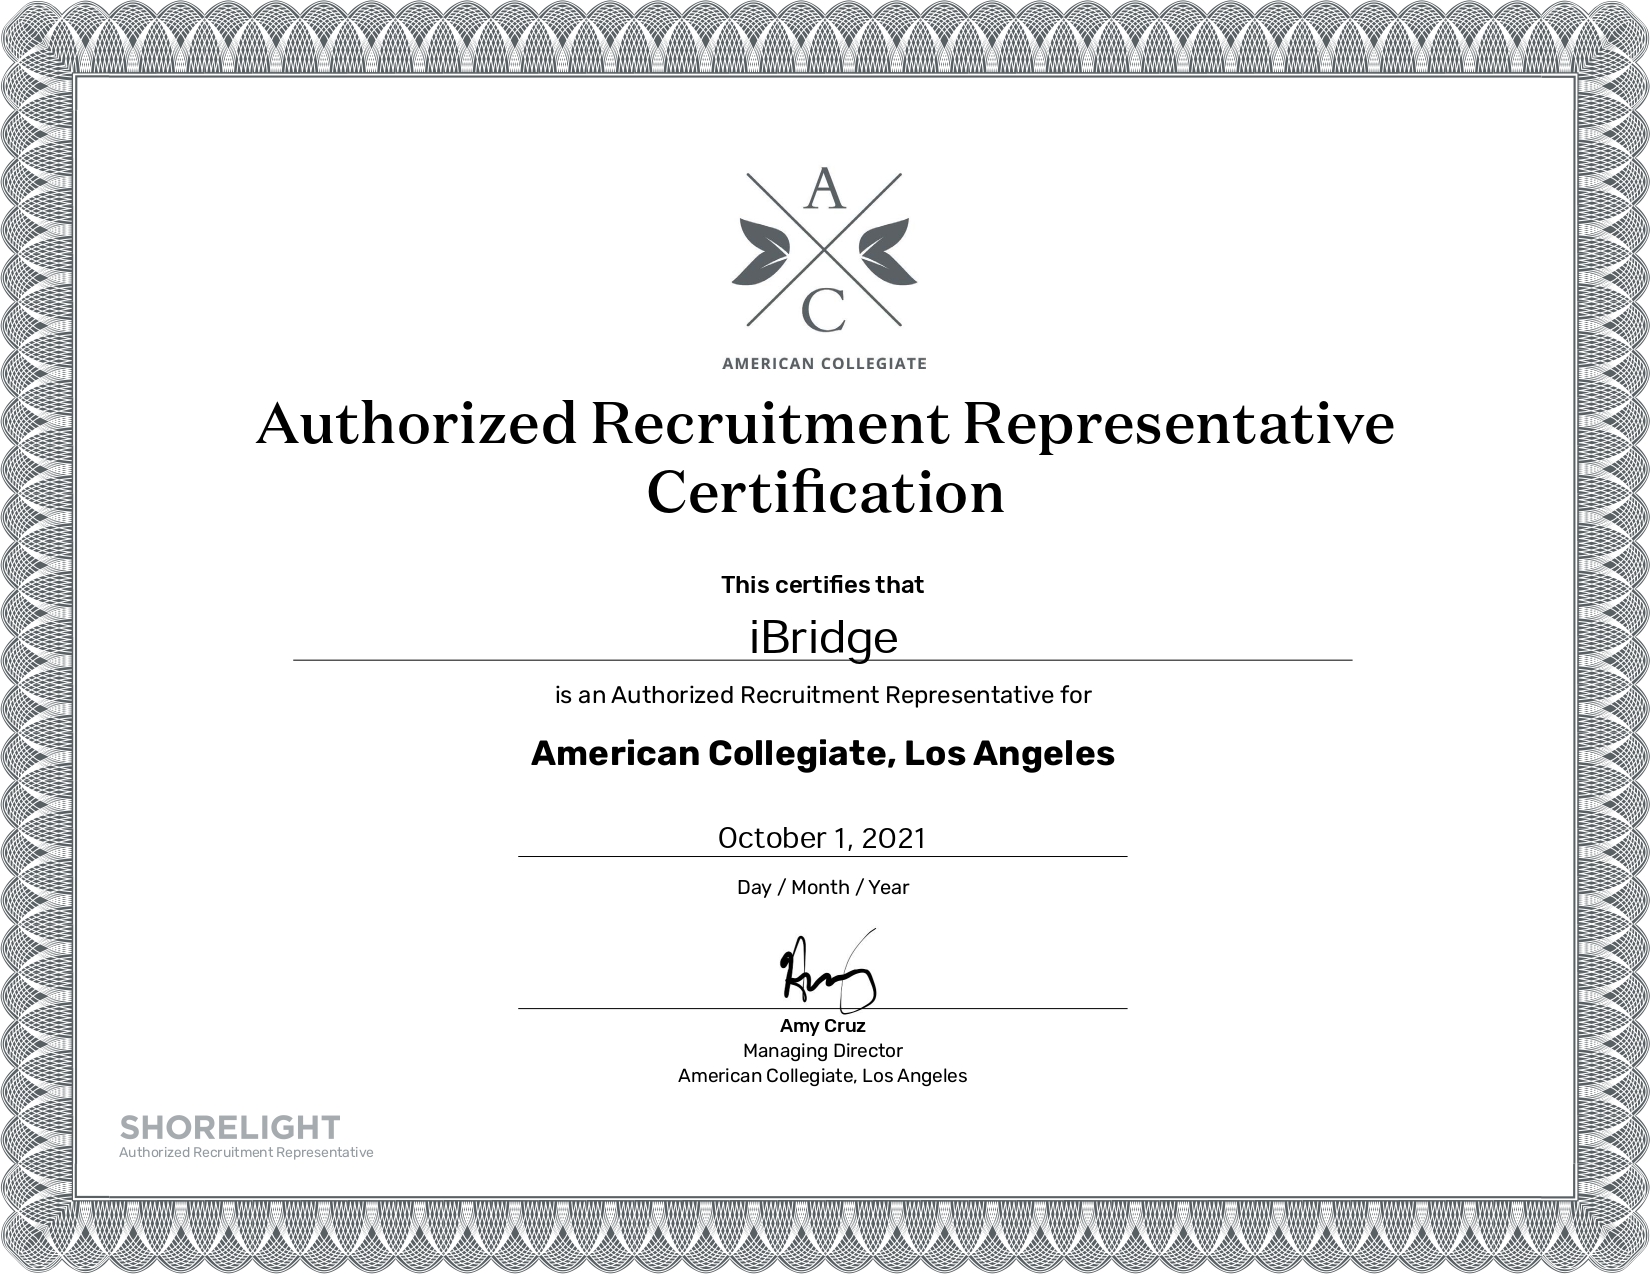 A
C
AMERICAN COLLEGIATE
Authorized Recruitment Representative
Certification
This certifies that
iBridge
is an Authorized Recruitment Representative for
American Collegiate, Los Angeles
October 1, 2021
Day / Month / Year
Amy
Amy Cruz
Managing Director
American Collegiate, Los Angeles
SHORELIGHT
Authorized Recruitment Representative